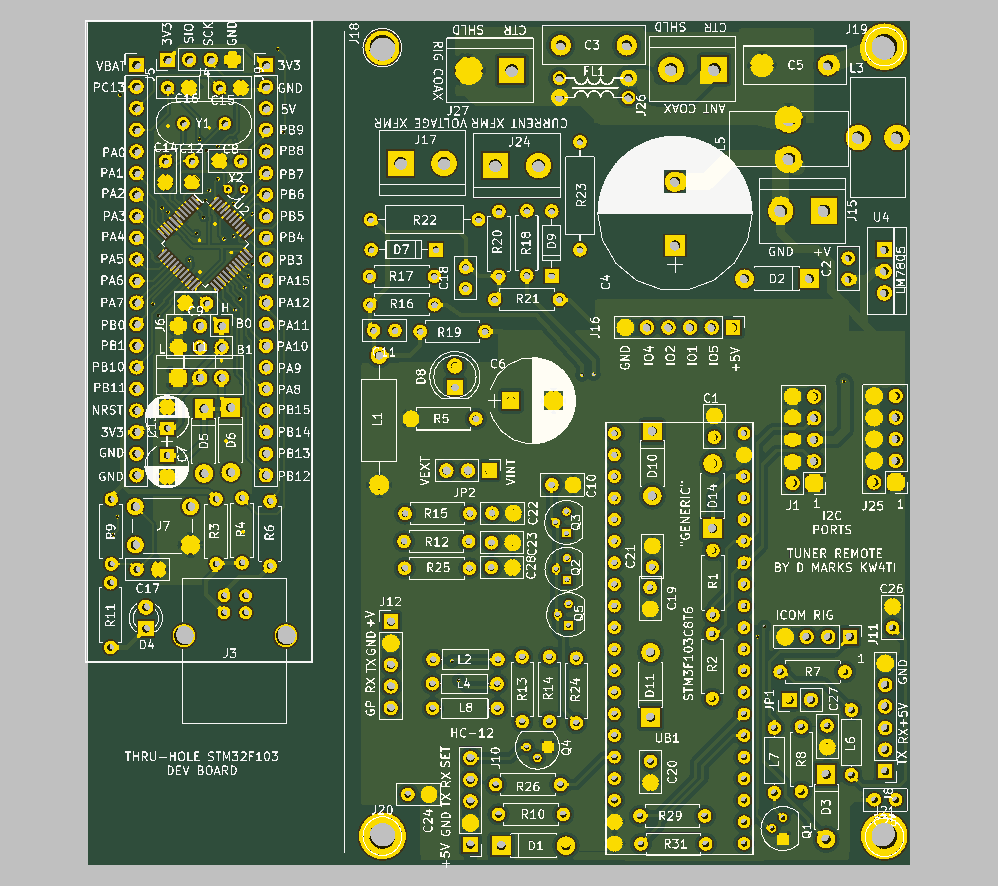 3V3
SIO
SCK
GND
VBAT
PC13
PA0
PA1
PA2
PA3
PA4
PA5
PA6
PA7
PB0
PB1
PB10
PB11
NRST
3V3
GND
GND
J5
J4
C16
C15
Y1
C14
C12
C8
Y2
C9
H
J6
B0
L
B1
D5
D6
3V3
GND
5V
PB9
PB8
PB7
PB6
PB5
PB4
PB3
PA15
PA12
PA11
PA10
PA9
PA8
PB15
PB14
PB13
PB12
R9
J7
R3
R4
R6
C17
R11
D4
J3
THRU-HOLE STM32F103
DEV BOARD
J18
RIG COAX
SHLD
CTR
J27
C3
FL1
J26
SHLD
CTR
ANT COAX
C5
J19
L3
VOLTAGE XFMR
CURRENT XFMR
J17
J24
R23
L5
R22
R20
R18
D9
D7
R17
C18
R16
R21
C4
GND
+V
J15
U4
D2
C2
LM7805
R19
J16
GND
IO4
IO2
IO1
IO5
+5V
L1
D8
C6
R5
VEXT
VINT
JP2
C10
R15
C22
Q3
R12
C23
R25
C28
Q2
Q5
C1
D10
"GENERIC"
D14
C21
C19
R1
STM3F103C8T6
R2
D11
UB1
C20
R29
R31
J1
1
J25
1
I2C
PORTS
TUNER REMOTE
BY D MARKS KW4TI
C26
ICOM RIG
J11
1
R7
GND
JP1
C27
L6
TX RX+5V
L7
R8
D3
J8
Q1
J12
GP RX TX GND +V
L2
L4
L8
R13
R14
R24
HC-12
J10
Q4
+5V GND TX RX SET
R26
R10
D1
J20
C24